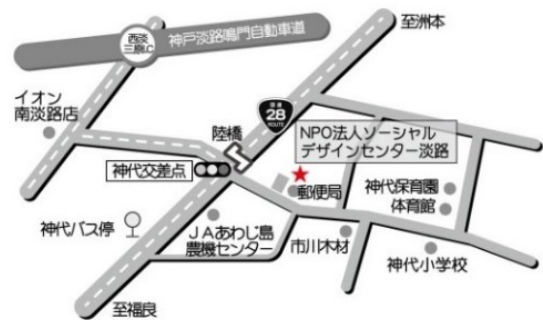 西淡
三原I.C
神戸淡路鳴門自動車道
至洲本
イオン
南淡路店
国道
28
ROUTE
陸橋
NPO法人ソーシャル
デザインセンター淡路
神代交差点
郵便局
神代保育園
体育館
神代バス停
JAあわじ島
農機センター
市川木材
神代小学校
至福良